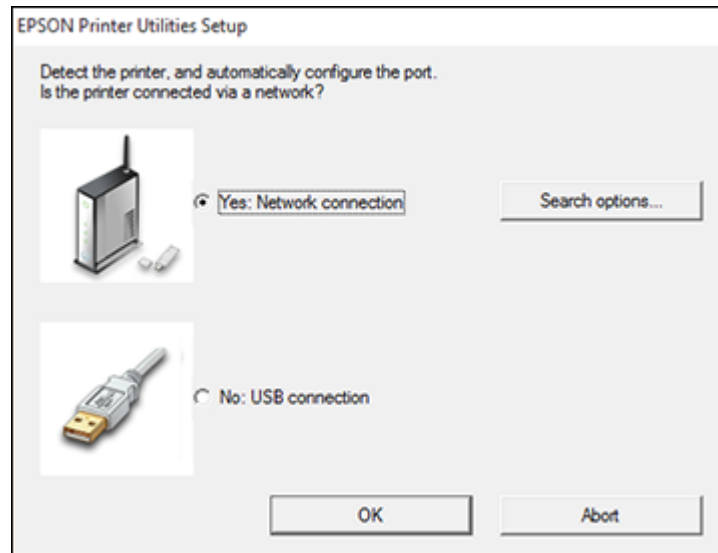 EPSON Printer Utilities Setup
Detect the printer, and automatically configure the port.
Is the printer connected via a network?
Yes: Network connection
Search options...
No: USB connection
OK
Abort